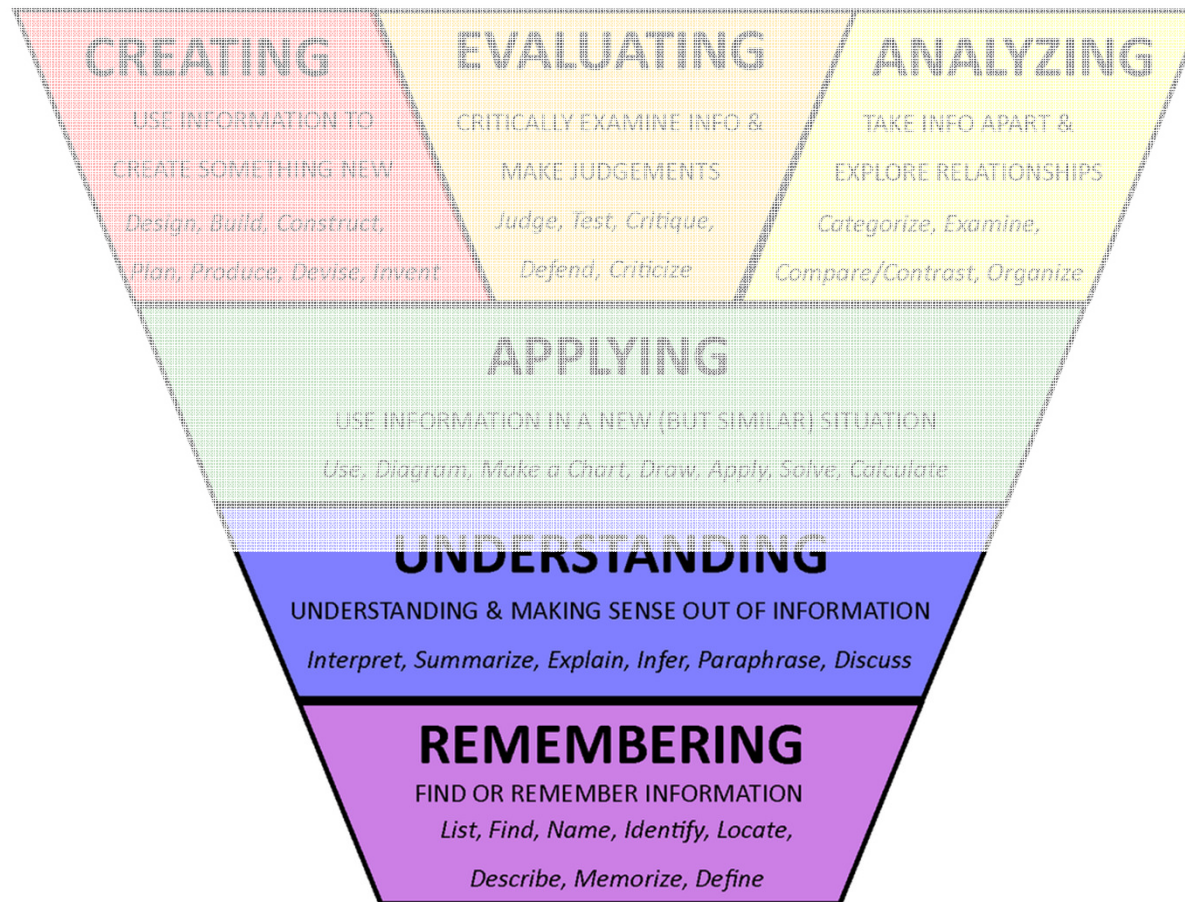 CREATING
USE INFORMATION TO
CREATE SOMETHING NEW
Design, Build, Construct,
Plan, Produce, Devise, Invent
EVALUATING
CRITICALLY EXAMINE INFO &
MAKE JUDGEMENTS
Judge, Test, Critique,
Defend, Criticize
ANALYZING
TAKE INFO APART &
EXPLORE RELATIONSHIPS
Categorize, Examine,
Compare/Contrast, Organize
APPLYING
USE INFORMATION IN A NEW (BUT SIMILAR) SITUATION
Use, Diagram, Make a Chart, Draw, Apply, Solve, Calculate
UNDERSTANDING
UNDERSTANDING & MAKING SENSE OUT OF INFORMATION
Interpret, Summarize, Explain, Infer, Paraphrase, Discuss
REMEMBERING
FIND OR REMEMBER INFORMATION
List, Find, Name, Identify, Locate,
Describe, Memorize, Define